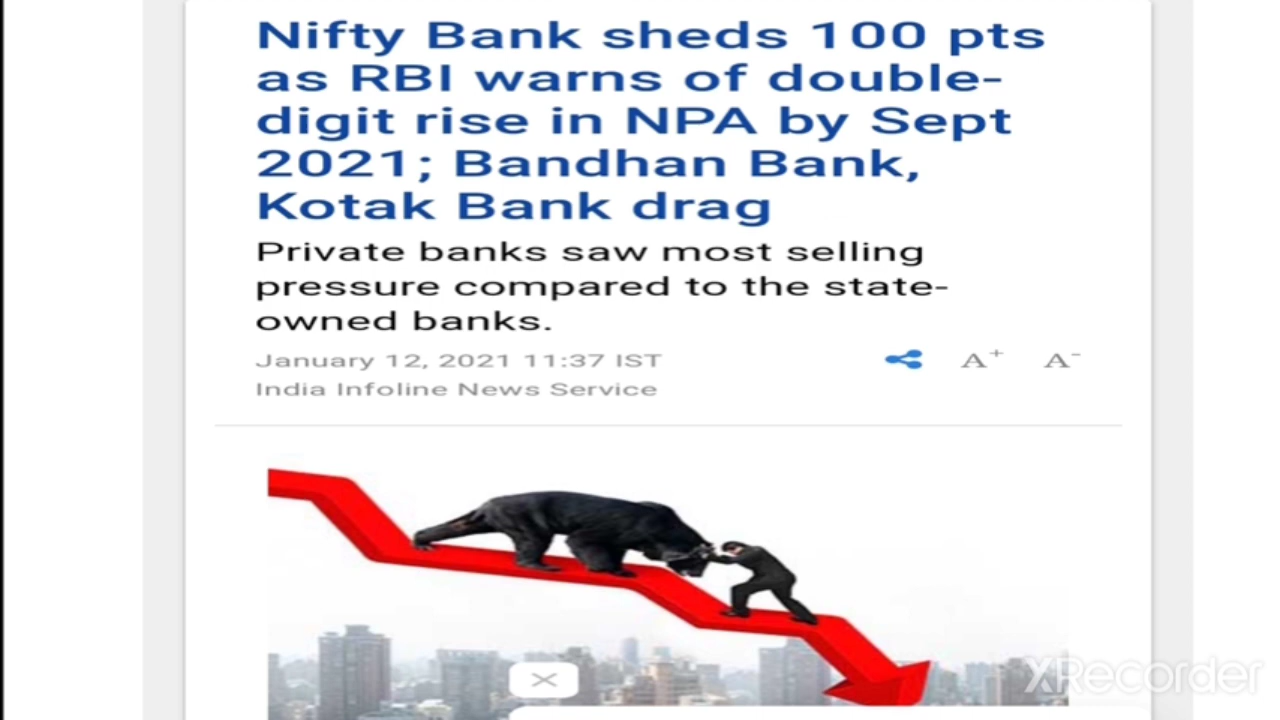 Nifty Bank sheds 100 pts
as RBI warns of double-
digit rise in NPA by Sept
2021; Bandhan Bank,
Kotak Bank drag
Private banks saw most selling
pressure compared to the state-
owned banks.
January 12, 2021 11:37 IST
A+ A-
India Infoline News Service
XRecorder